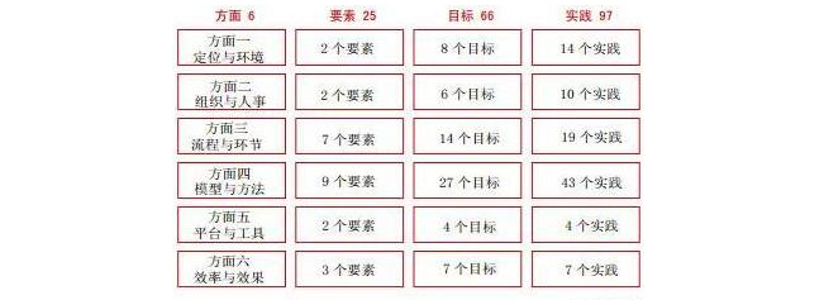 方面 6 要素 25 目标 66 实践 97
方面一
定位与环境
2 个要素 8 个目标 14 个实践
方面二
组织与人事
2 个要素 6 个目标 10 个实践
方面三
流程与环节
7 个要素 14 个目标 19 个实践
方面四
模型与方法
9 个要素 27 个目标 43 个实践
方面五
平台与工具
2 个要素 4 个目标 4 个实践
方面六
效率与效果
3 个要素 7 个目标 7 个实践